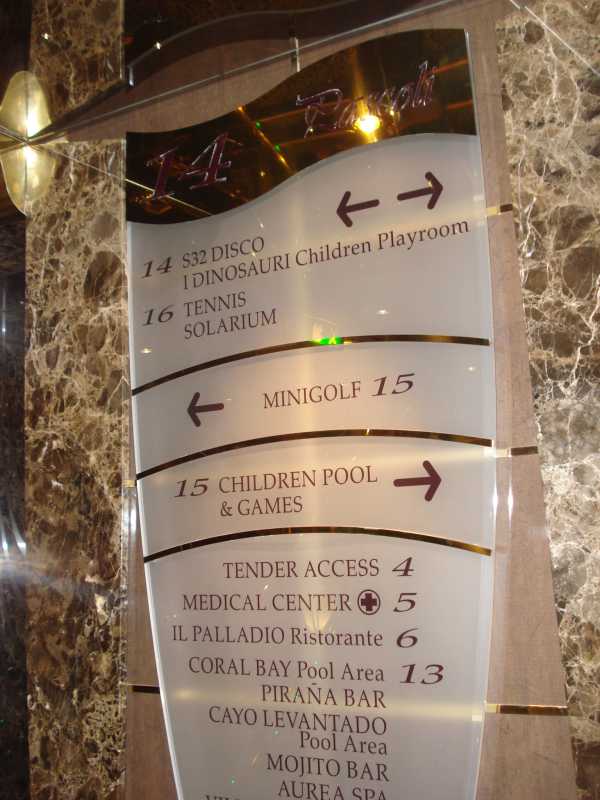 14 Rapsodi
14 S32 DISCO
I DINOSAURI Children Playroom
16 TENNIS
SOLARIUM
MINIGOLF 15
15 CHILDREN POOL
& GAMES
TENDER ACCESS 4
MEDICAL CENTER 5
IL PALLADIO Ristorante 6
CORAL BAY Pool Area 13
PIRAÑA BAR
CAYO LEVANTADO
Pool Area
MOJITO BAR
AUREA SPA